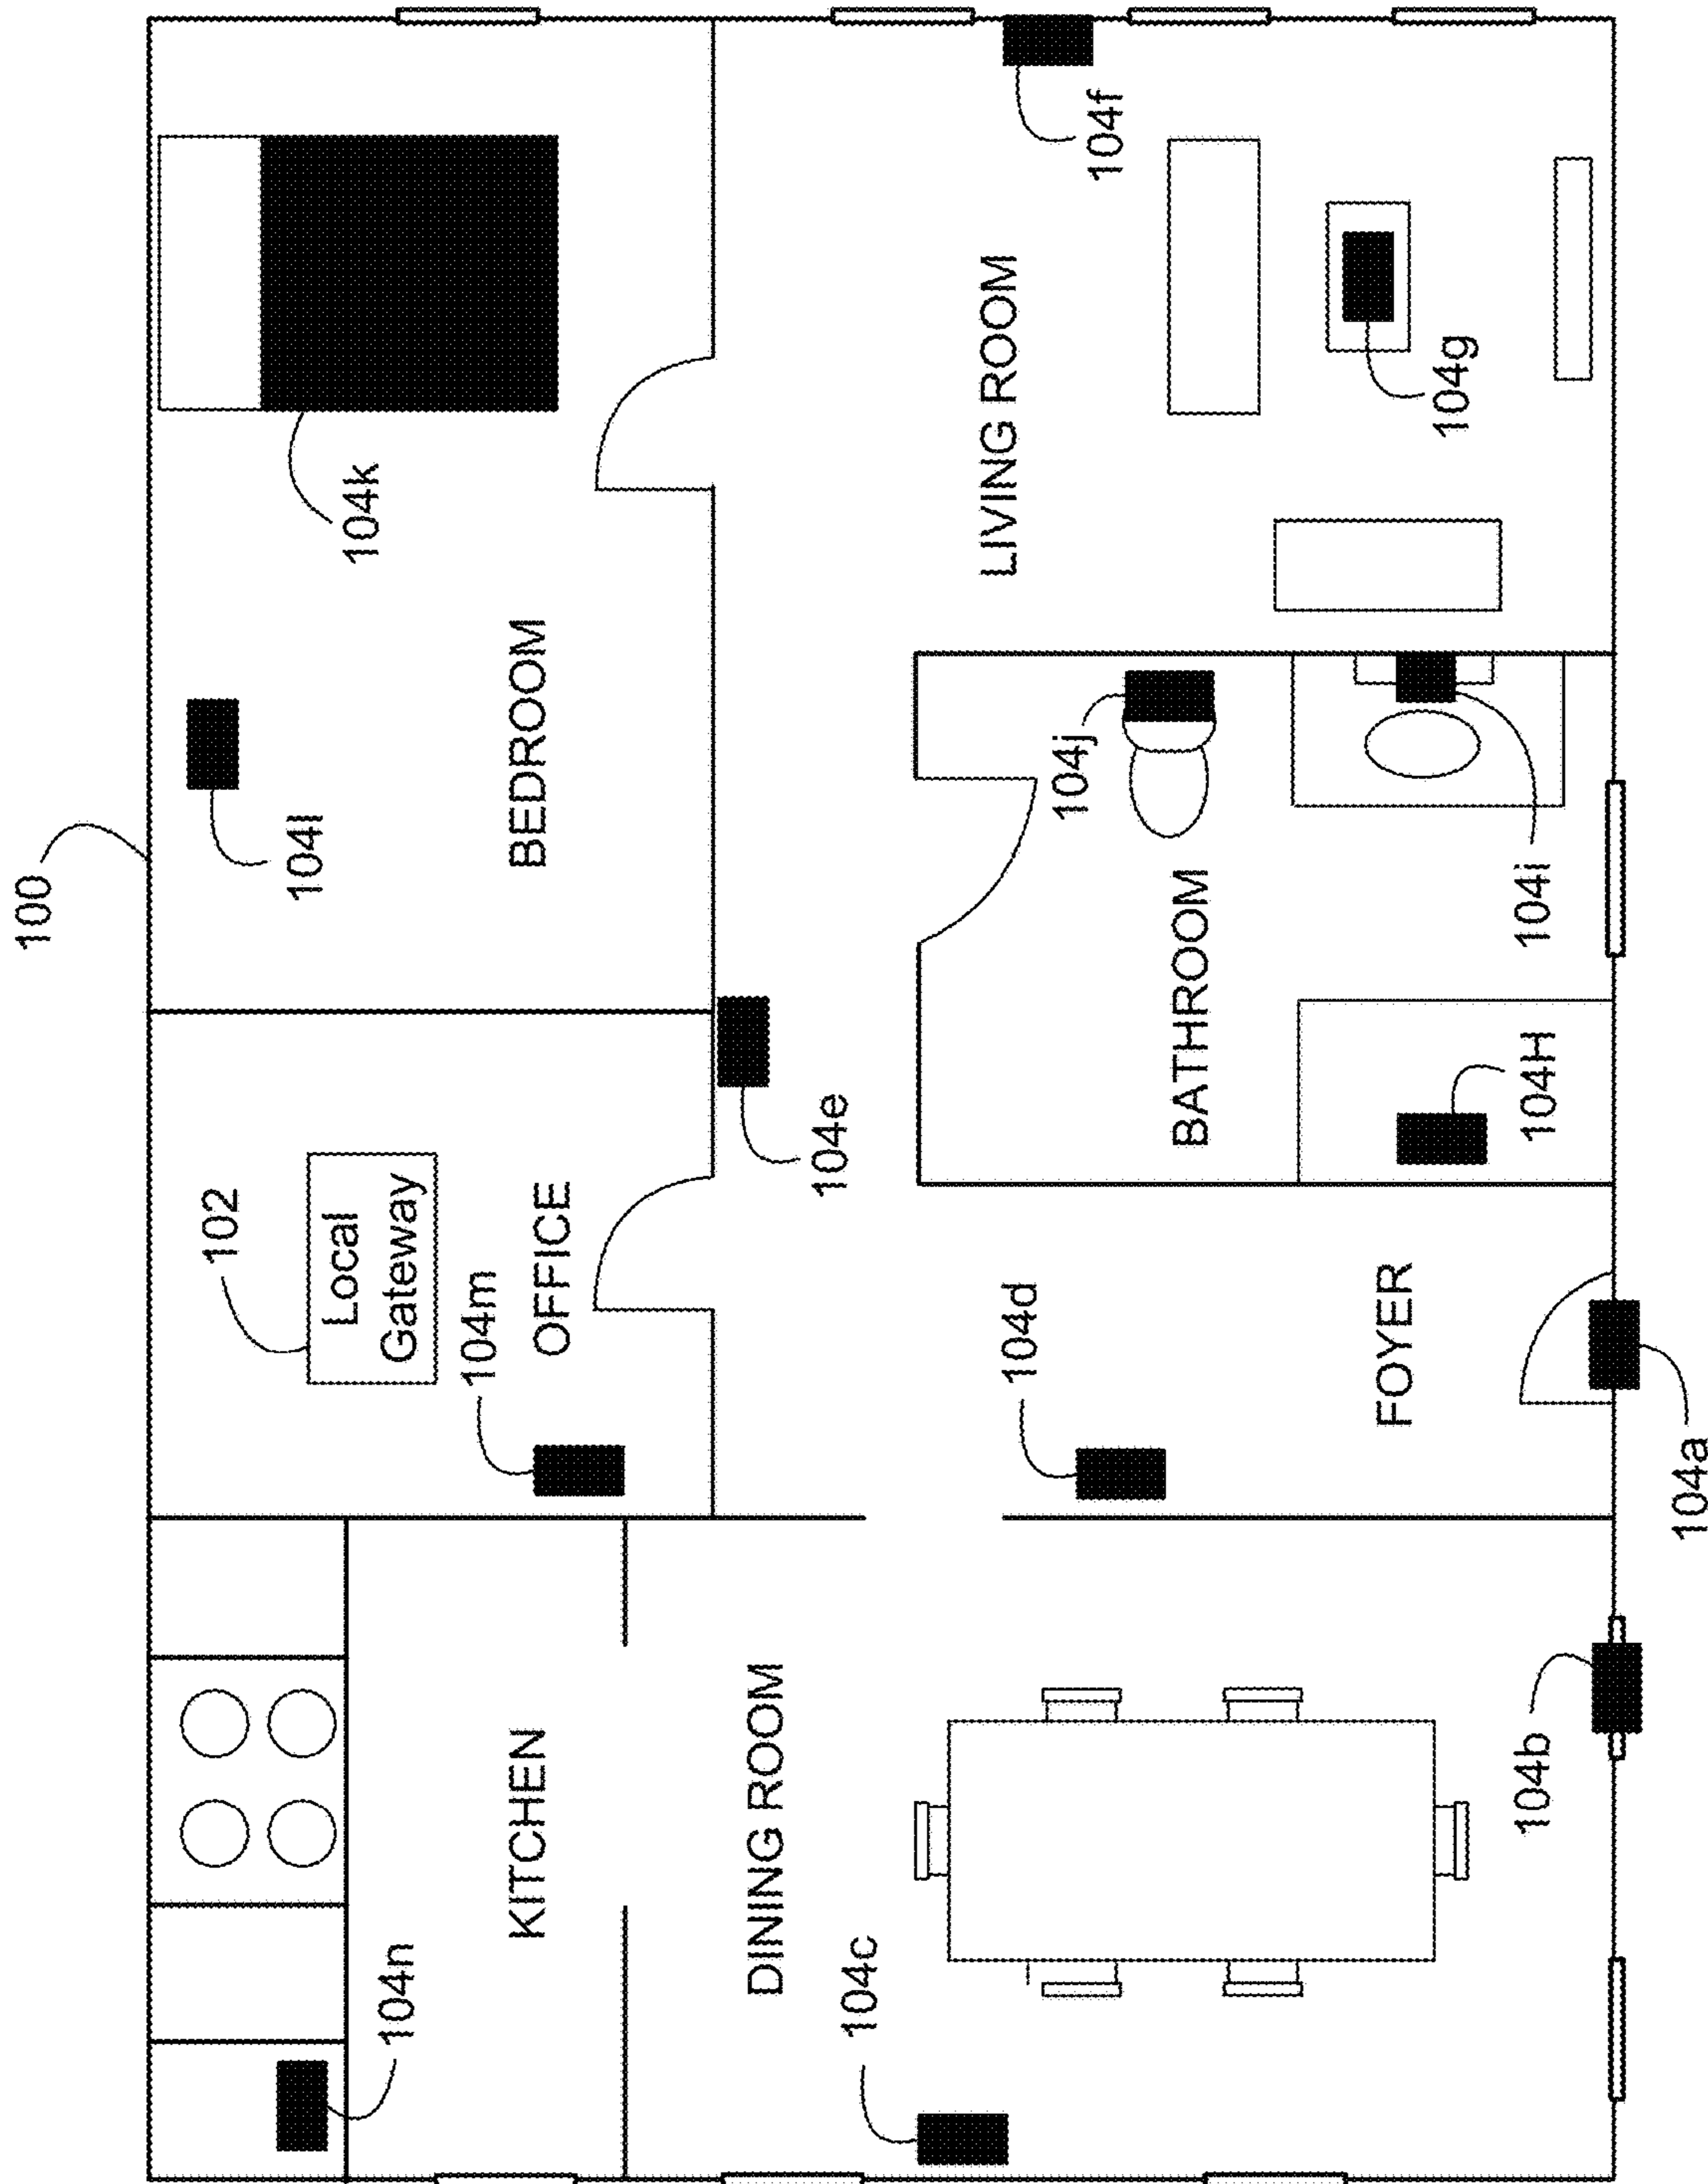 100
102
104l
Local
Gateway
104k
104n
104m
KITCHEN
OFFICE
BEDROOM
DINING ROOM
104e
104c
LIVING ROOM
104d
104j
104f
BATHROOM
FOYER
104g
104b
104H
104i
104a